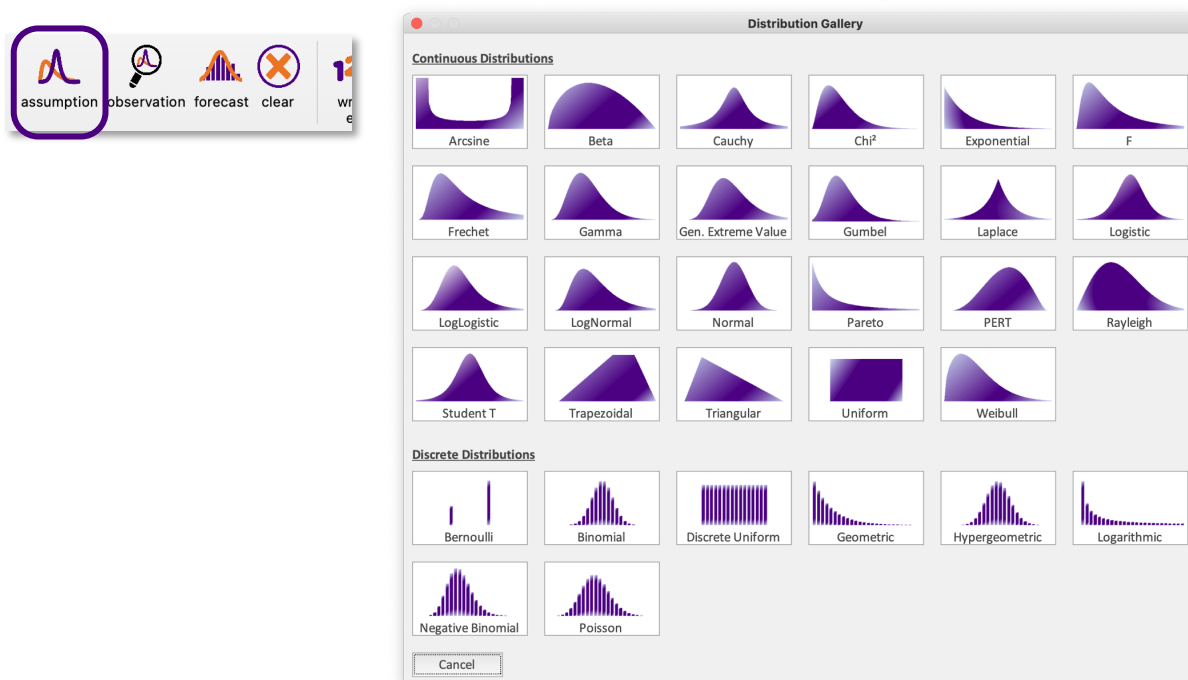 assumption observation forecast clear
Distribution Gallery
Continuous Distributions
Arcsine Beta Cauchy Chi² Exponential F
Frechet Gamma Gen. Extreme Value Gumbel Laplace Logistic
LogLogistic LogNormal Normal Pareto PERT Rayleigh
Student T Trapezoidal Triangular Uniform Weibull
Discrete Distributions
Bernoulli Binomial Discrete Uniform Geometric Hypergeometric Logarithmic
Negative Binomial Poisson
Cancel